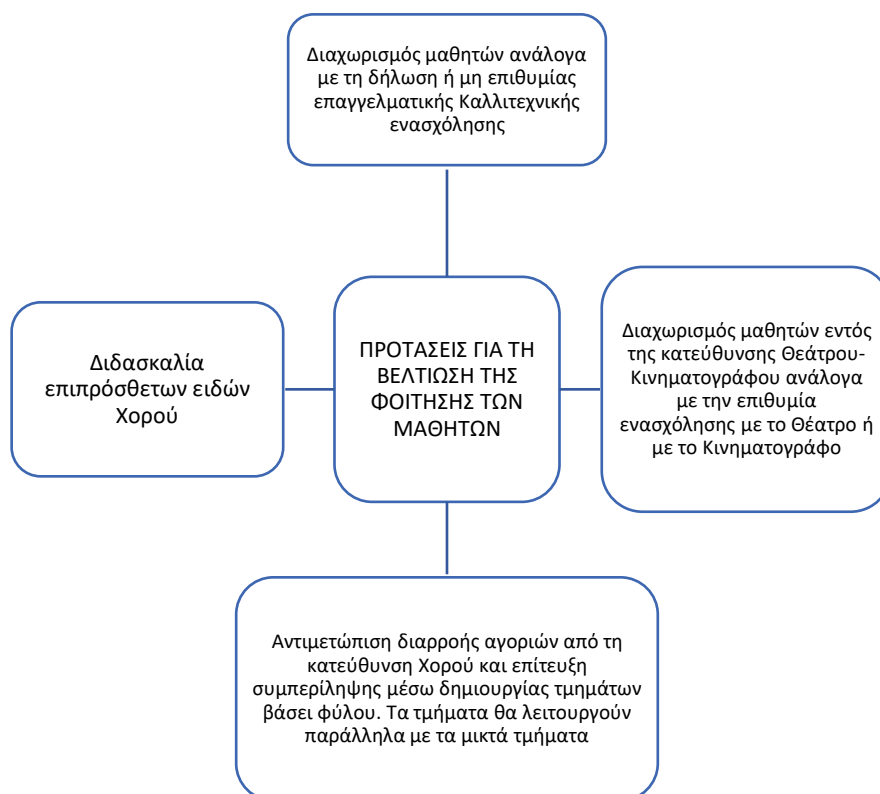 Διαχωρισμός μαθητών ανάλογα
με τη δήλωση ή μη επιθυμίας
επαγγελματικής Καλλιτεχνικής
ενασχόλησης
Διδασκαλία
επιπρόσθετων ειδών
Χορού
ΠΡΟΤΑΣΕΙΣ ΓΙΑ ΤΗ
ΒΕΛΤΙΩΣΗ ΤΗΣ
ΦΟΙΤΗΣΗΣ ΤΩΝ
ΜΑΘΗΤΩΝ
Διαχωρισμός μαθητών εντός
της κατεύθυνσης Θεάτρου-
Κινηματογράφου ανάλογα
με την επιθυμία
ενασχόλησης με το Θέατρο ή
με το Κινηματογράφο
Αντιμετώπιση διαρροής αγοριών από τη
κατεύθυνση Χορού και επίτευξη
συμπερίληψης μέσω δημιουργίας τμημάτων
βάσει φύλου. Τα τμήματα θα λειτουργούν
παράλληλα με τα μικτά τμήματα